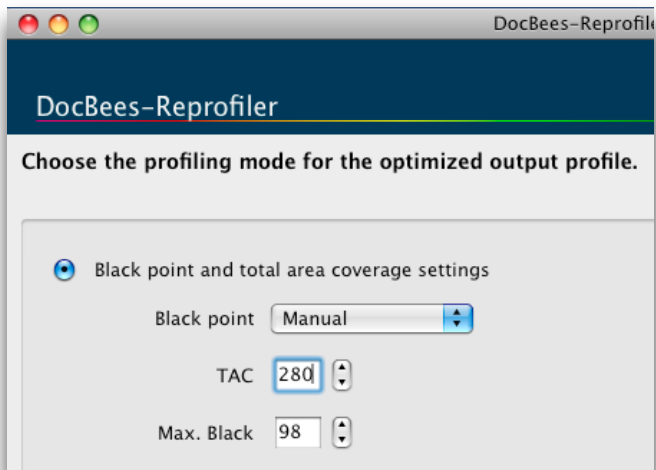 DocBees-Reprofile
DocBees-Reprofiler
Choose the profiling mode for the optimized output profile.
Black point and total area coverage settings
Black point Manual
TAC 280
Max. Black 98